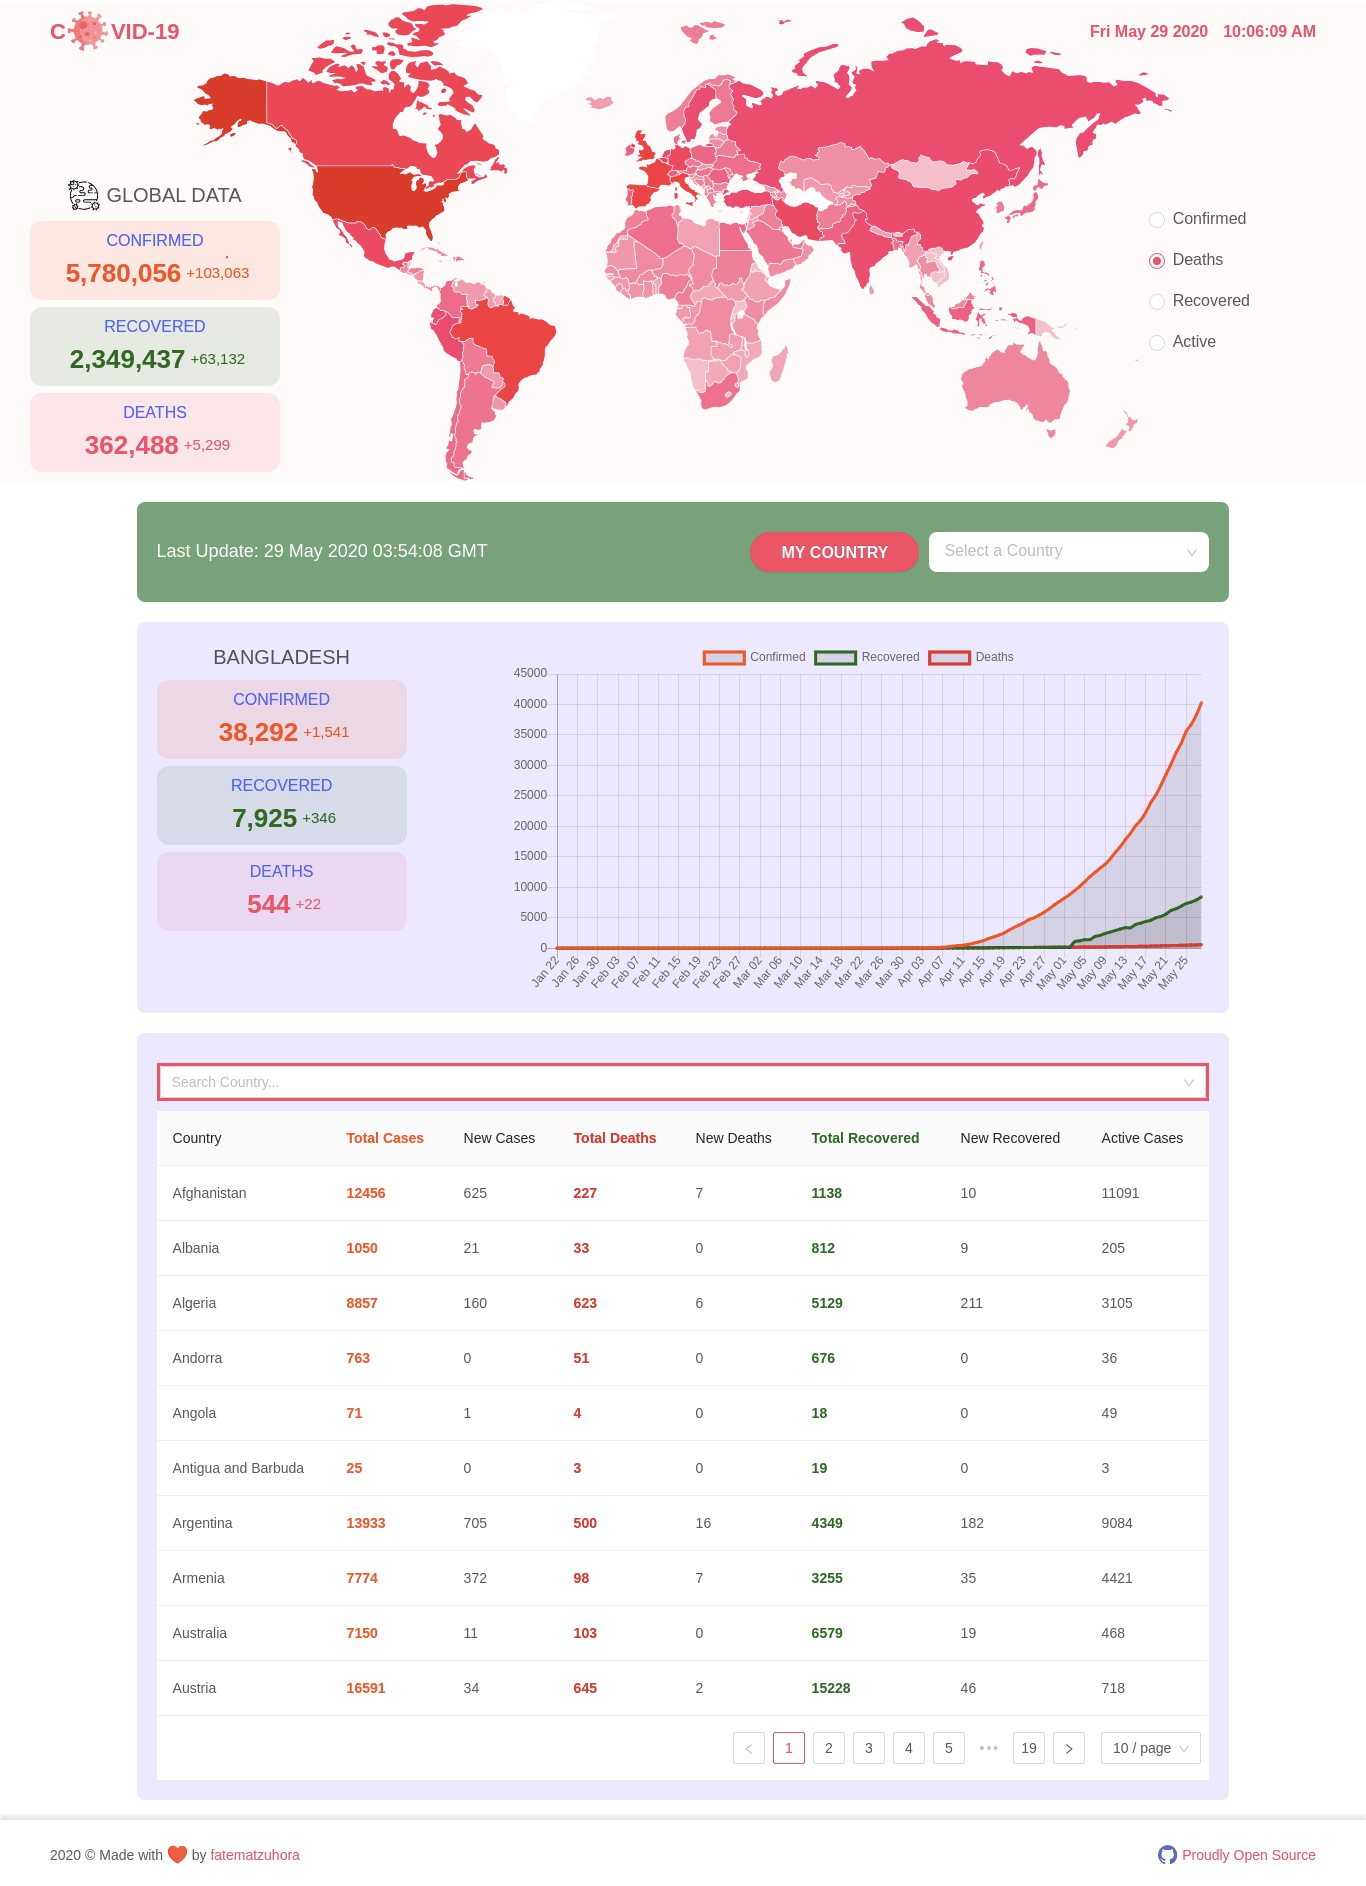 C VID-19
Fri May 29 2020 10:06:09 AM
GLOBAL DATA
CONFIRMED
5,780,056 +103,063
RECOVERED
2,349,437 +63,132
DEATHS
362,488 +5,299
Confirmed
Deaths
Recovered
Active
Last Update: 29 May 2020 03:54:08 GMT
MY COUNTRY
Select a Country
BANGLADESH
CONFIRMED
38,292 +1,541
RECOVERED
7,925 +346
DEATHS
544 +22
Confirmed Recovered Deaths
45000
40000
35000
30000
25000
20000
15000
10000
5000
0
Jan 22 Jan 26 Jan 30 Feb 03 Feb 07 Feb 11 Feb 15 Feb 19 Feb 23 Feb 27 Mar 02 Mar 06 Mar 10 Mar 14 Mar 18 Mar 22 Mar 26 Mar 30 Apr 03 Apr 07 Apr 11 Apr 15 Apr 19 Apr 23 Apr 27 May 01 May 05 May 09 May 13 May 17 May 21 May 25
Search Country...
Country Total Cases New Cases Total Deaths New Deaths Total Recovered New Recovered Active Cases
Afghanistan 12456 625 227 7 1138 10 11091
Albania 1050 21 33 0 812 9 205
Algeria 8857 160 623 6 5129 211 3105
Andorra 763 0 51 0 676 0 36
Angola 71 1 4 0 18 0 49
Antigua and Barbuda 25 0 3 0 19 0 3
Argentina 13933 705 500 16 4349 182 9084
Armenia 7774 372 98 7 3255 35 4421
Australia 7150 11 103 0 6579 19 468
Austria 16591 34 645 2 15228 46 718
1 2 3 4 5 ••• 19 10 / page
2020 © Made with by fatematzuhora
Proudly Open Source